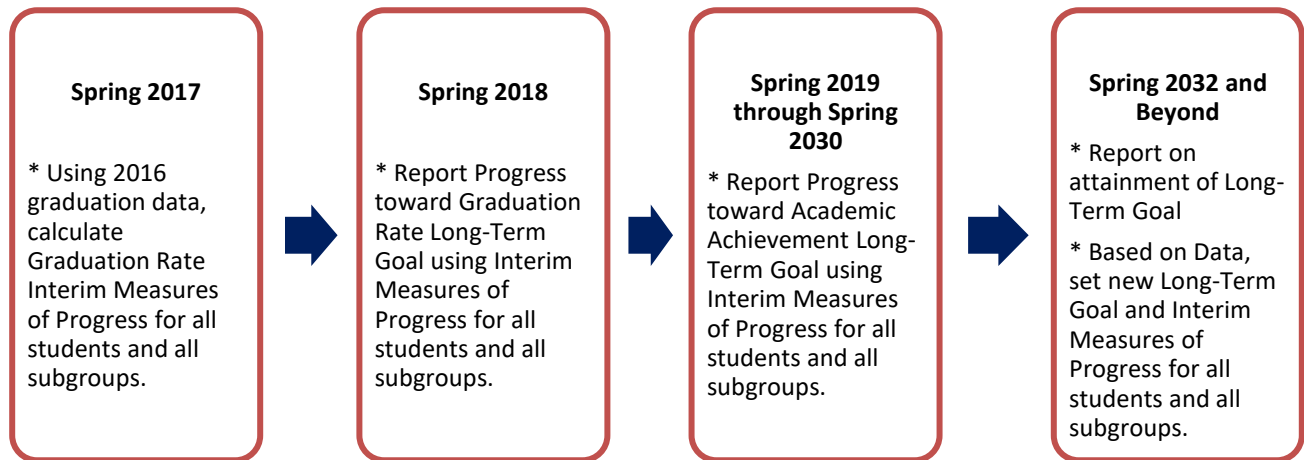 Spring 2017
* Using 2016
graduation data,
calculate
Graduation Rate
Interim Measures
of Progress for all
students and all
subgroups.
Spring 2018
* Report Progress
toward Graduation
Rate Long-Term
Goal using Interim
Measures of
Progress for all
students and all
subgroups.
Spring 2019
through Spring
2030
* Report Progress
toward Academic
Achievement Long-
Term Goal using
Interim Measures
of Progress for all
students and all
subgroups.
Spring 2032 and
Beyond
* Report on
attainment of Long-
Term Goal
* Based on Data,
set new Long-Term
Goal and Interim
Measures of
Progress for all
students and all
subgroups.